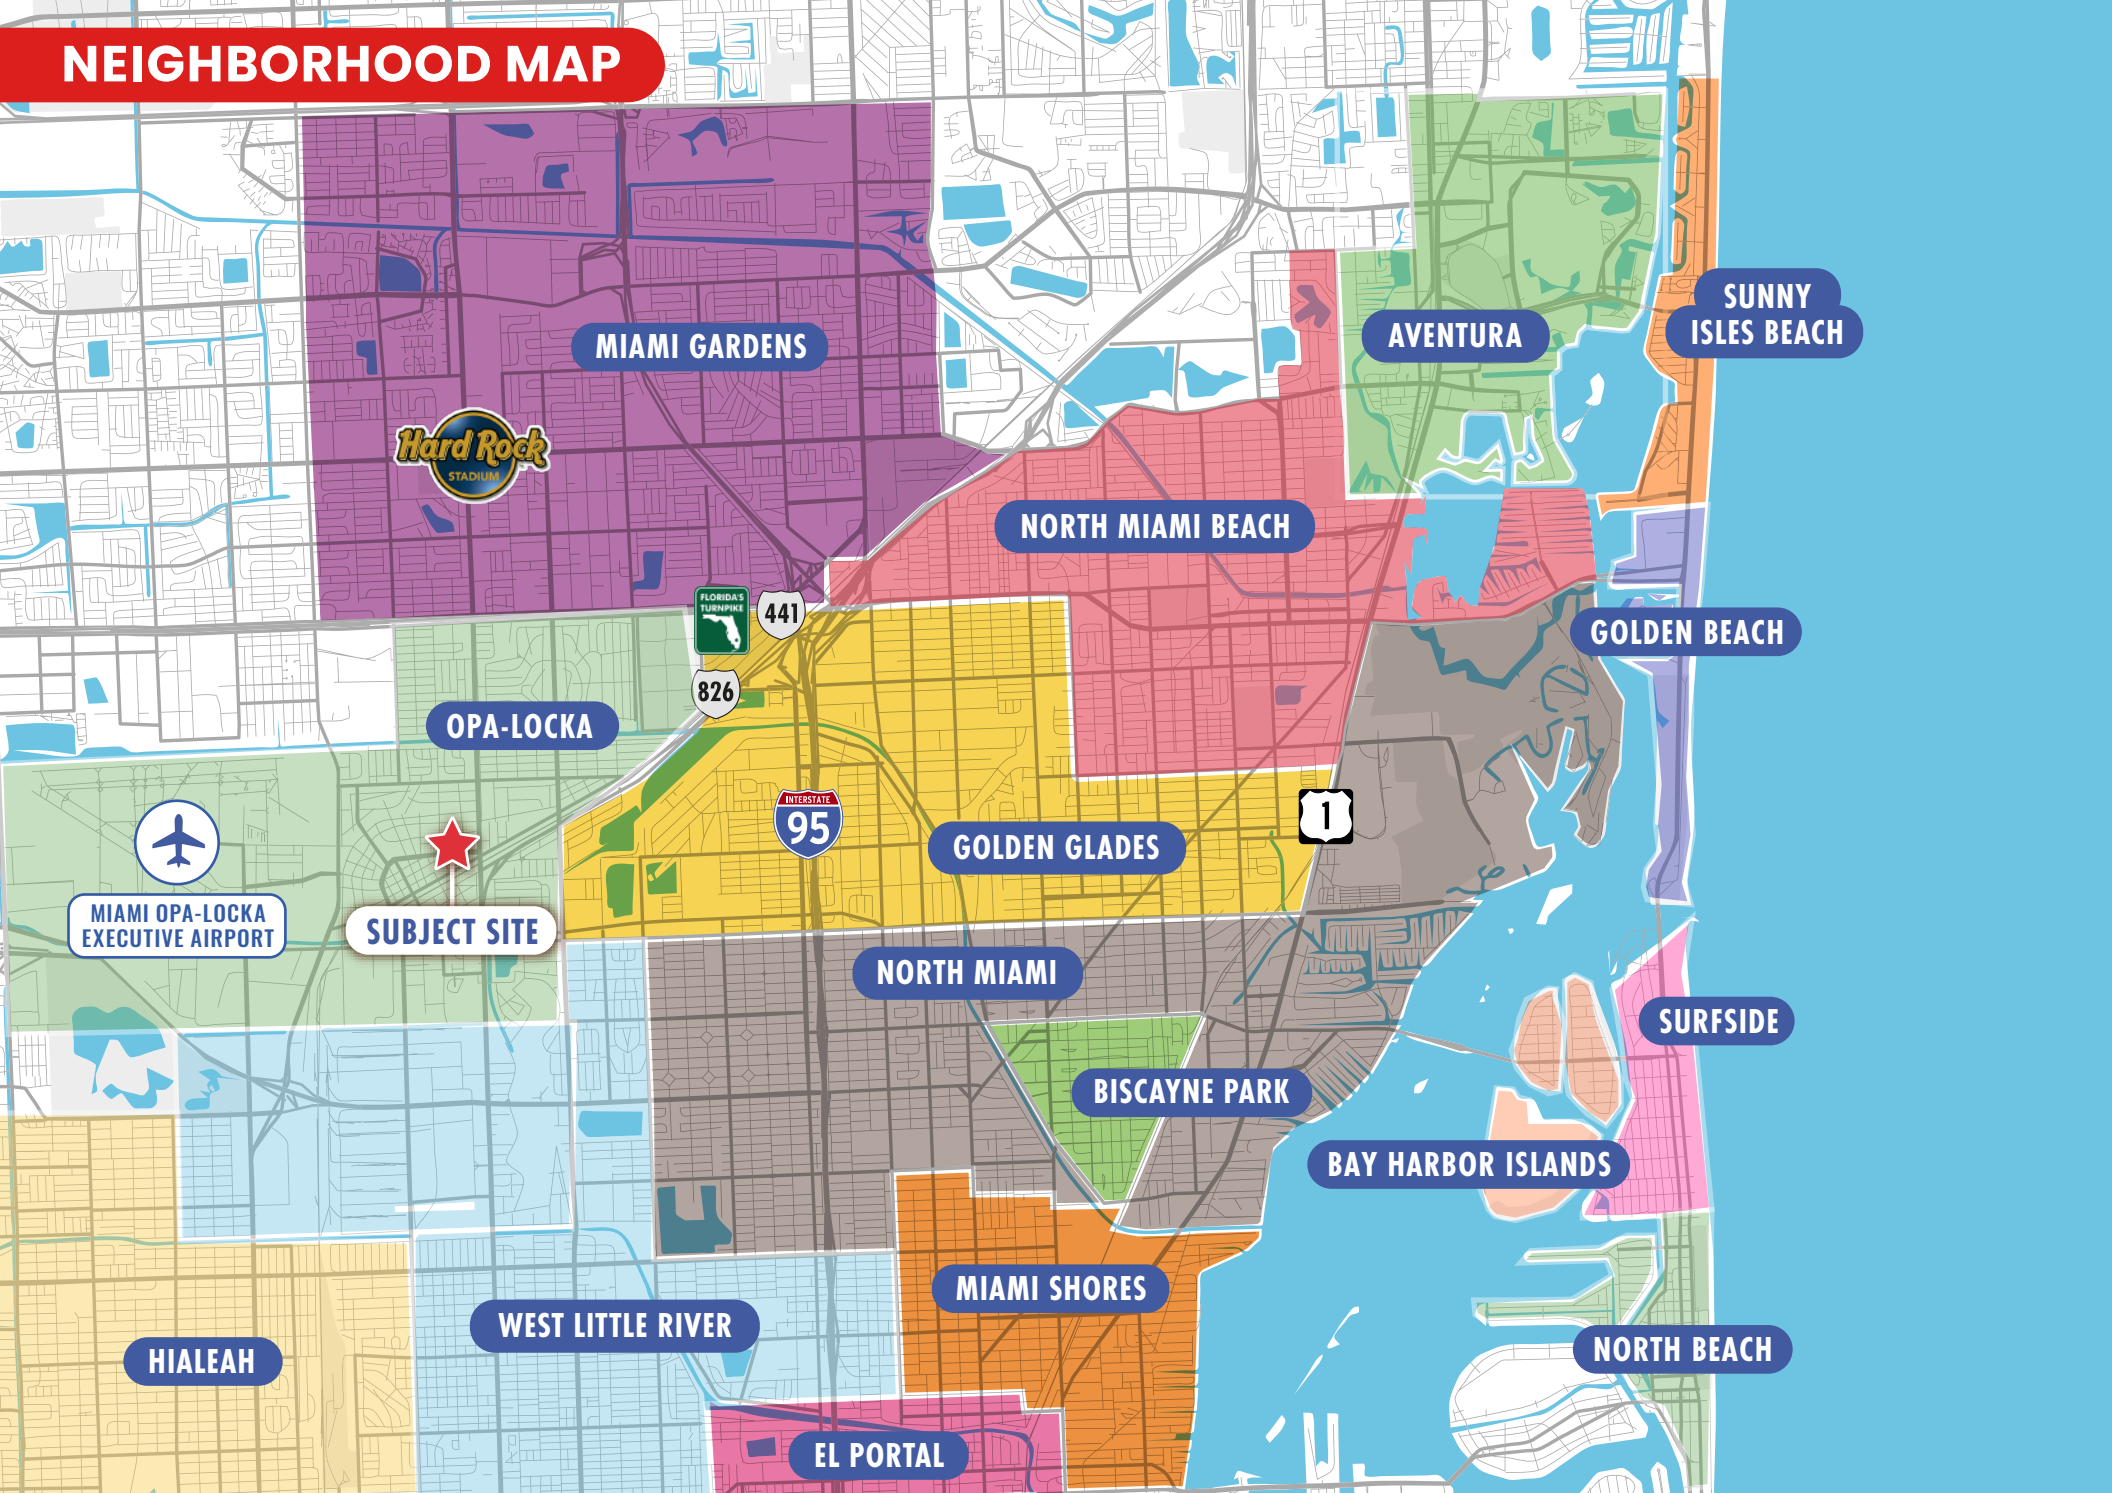 NEIGHBORHOOD MAP
SUNNY
ISLES BEACH
AVENTURA
MIAMI GARDENS
Hard Rock
STADIUM
NORTH MIAMI BEACH
FLORIDA'S
TURNPIKE
441
GOLDEN BEACH
826
OPA-LOCKA
INTERSTATE
95
1
GOLDEN GLADES
MIAMI OPA-LOCKA
EXECUTIVE AIRPORT
SUBJECT SITE
NORTH MIAMI
SURFSIDE
BISCAYNE PARK
BAY HARBOR ISLANDS
MIAMI SHORES
WEST LITTLE RIVER
NORTH BEACH
HIALEAH
EL PORTAL